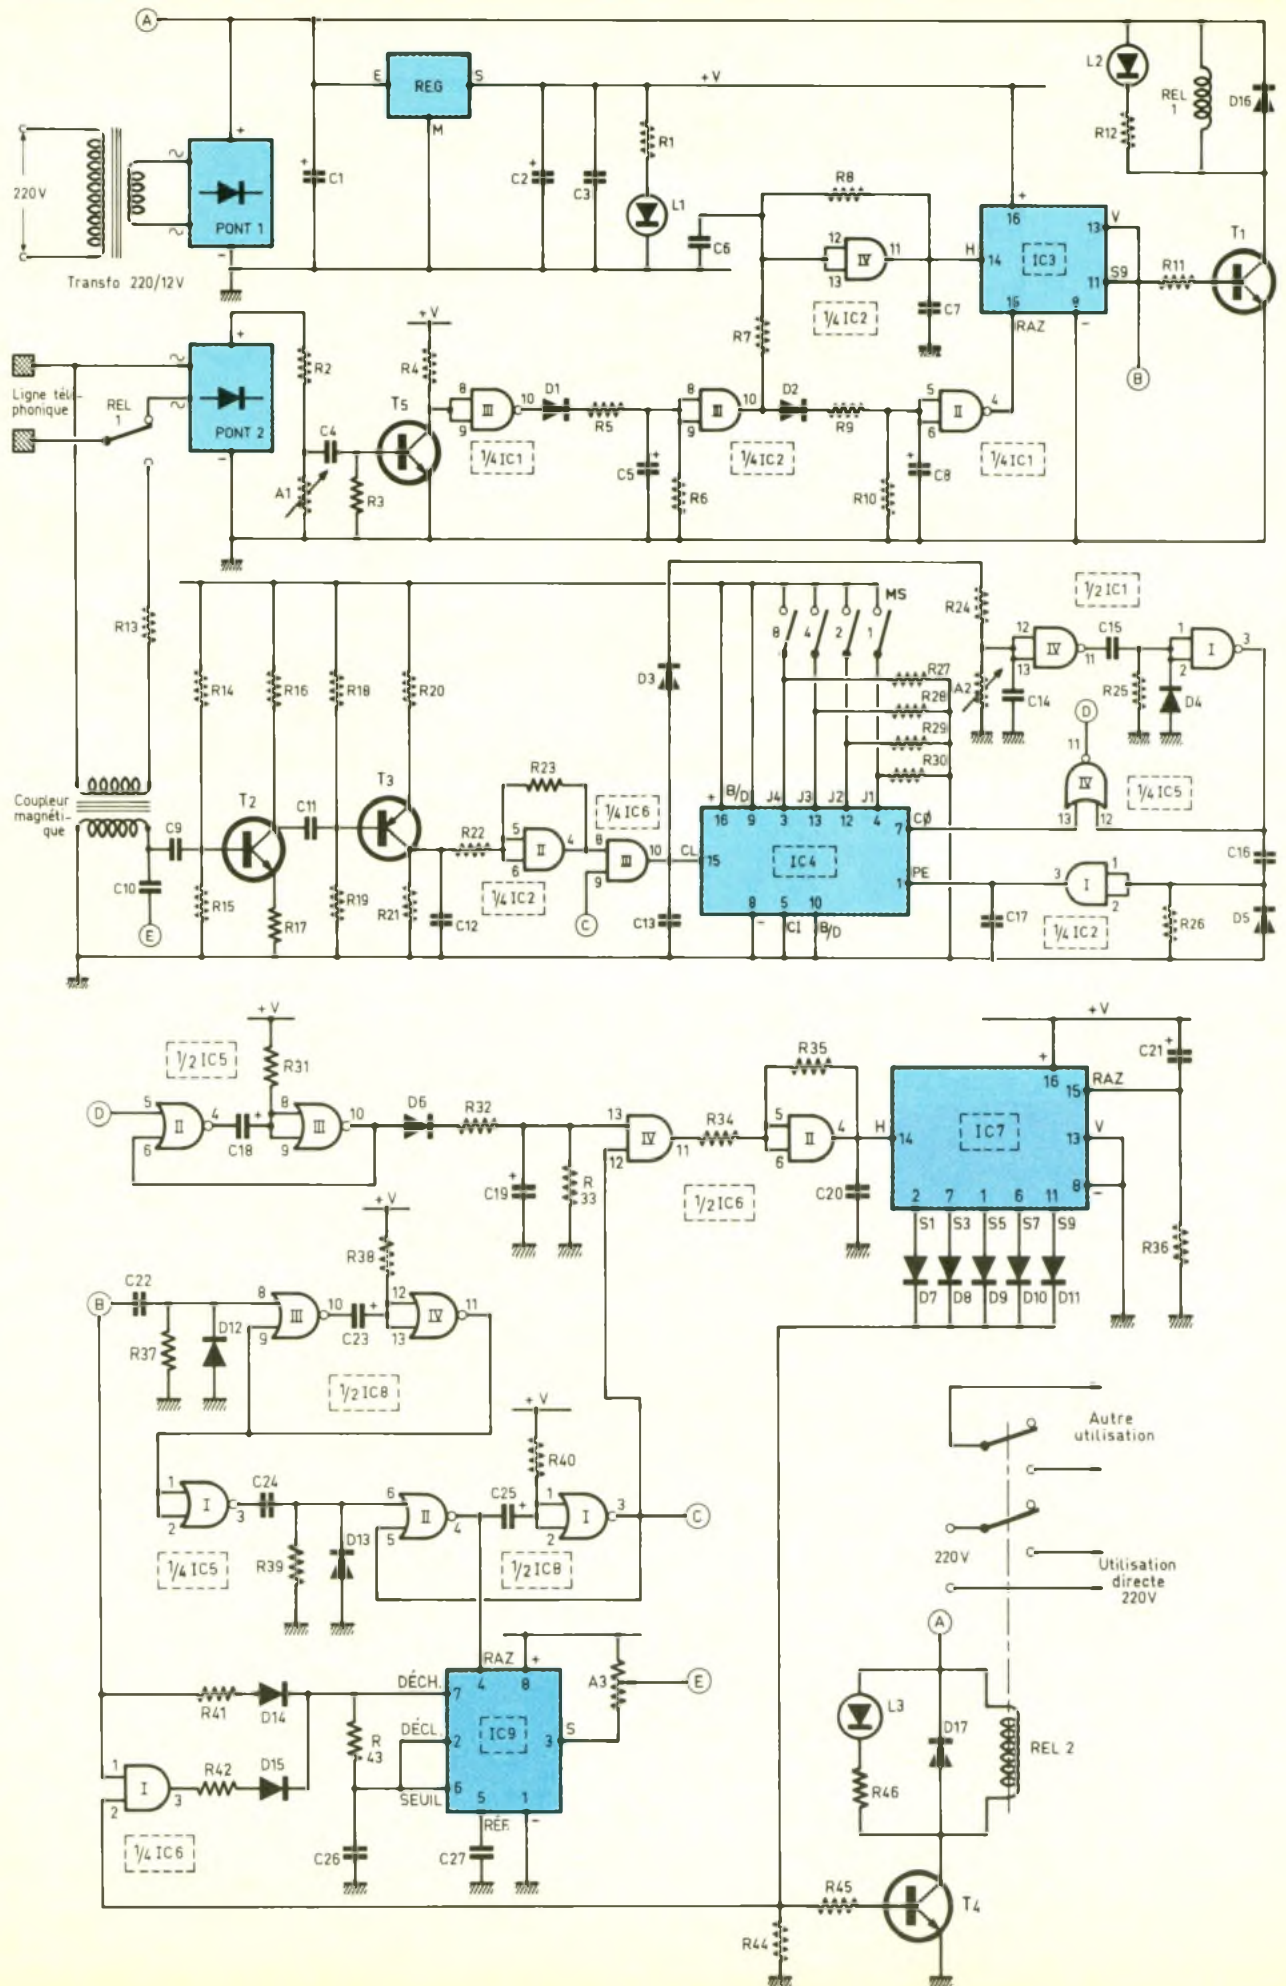 A
E
REG
S
M
+V
L2
REL
1
D16
R12
220V
+
PONT 1
-
Transfo 220/12V
+
C1
+
C2
C3
R1
L1
C6
R8
12
IV
11
13
1/4 IC2
R7
C7
H
+
16
14
IC3
V
13
S9
11
15
8
RAZ
-
R11
T1
B
Ligne télé-
phonique
REL
1
+
PONT 2
-
R2
A1
C4
R3
+V
R4
T5
8
III
10
9
1/4 IC1
D1
R5
C5
+
R6
8
III
10
9
1/4 IC2
D2
R9
R10
+
C8
5
II
4
6
1/4 IC1
R13
R14
R16
R18
R20
D3
MS
8
4
2
1
R27
R28
R29
R30
R24
A2
1/2 IC1
12
IV
11
13
C14
C15
R25
1
I
3
2
D4
D
11
IV
13
12
1/4 IC5
Coupleur
magnéti-
que
C9
C10
E
T2
R15
R17
C11
T3
R19
R21
C12
R22
R23
5
II
4
6
1/4 IC2
1/4 IC6
8
III
10
9
C
CL
C13
+
B/D
J4
J3
J2
J1
16
9
3
13
12
4
15
IC4
CØ
7
PE
1
8
5
10
-
CI
B/D
C17
3
I
1
2
1/4 IC2
R26
C16
D5
D
1/2 IC5
5
II
4
6
C18
+
+V
R31
8
III
10
9
D6
R32
+
C19
R
33
13
IV
11
12
1/2 IC6
R34
R35
5
II
4
6
C20
H
+V
+
16
RAZ
15
14
IC7
V
13
8
-
2
7
1
6
11
S1
S3
S5
S7
S9
D7
D8
D9
D10
D11
C21
+
R36
B
C22
R37
D12
8
III
10
9
C23
+
+V
R38
12
IV
11
13
1/2 IC8
1
I
3
2
1/4 IC5
C24
R39
D13
6
II
4
5
C25
+
+V
R40
1
I
3
2
1/2 IC8
C
Autre
utilisation
220V
Utilisation
directe
220V
R41
D14
1
I
3
2
1/4 IC6
R42
D15
R
43
C26
DÉCH.
7
DÉCL.
2
SEUIL
6
RAZ
4
+
8
IC9
S
3
5
1
RÉF.
-
C27
A3
E
A
L3
R46
D17
REL 2
R45
T4
R44